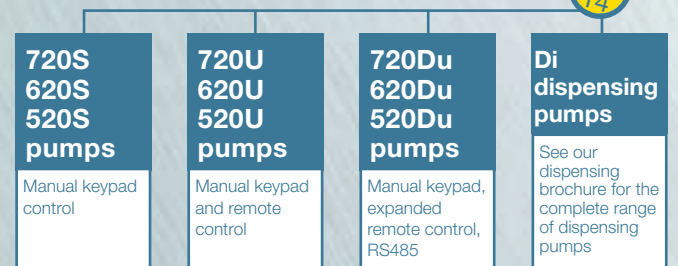 14
720S
620S
520S
pumps
Manual keypad
control
720U
620U
520U
pumps
Manual keypad
and remote
control
720Du
620Du
520Du
pumps
Manual keypad,
expanded
remote control,
RS485
Di
dispensing
pumps
See our
dispensing
brochure for the
complete range
of dispensing
pumps